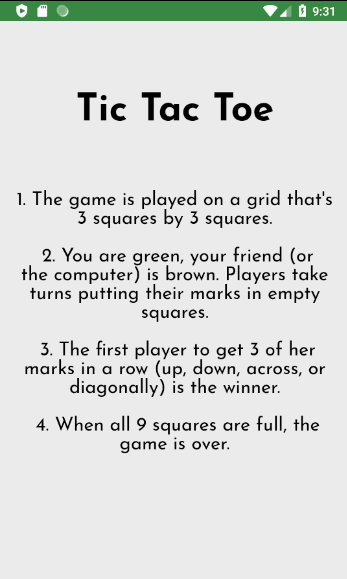 9:31
Tic Tac Toe
1. The game is played on a grid that's
3 squares by 3 squares.
2. You are green, your friend (or
the computer) is brown. Players take
turns putting their marks in empty
squares.
3. The first player to get 3 of her
marks in a row (up, down, across, or
diagonally) is the winner.
4. When all 9 squares are full, the
game is over.